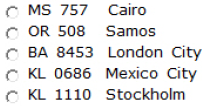 MS 757 Cairo
OR 508 Samos
BA 8453 London City
KL 0686 Mexico City
KL 1110 Stockholm